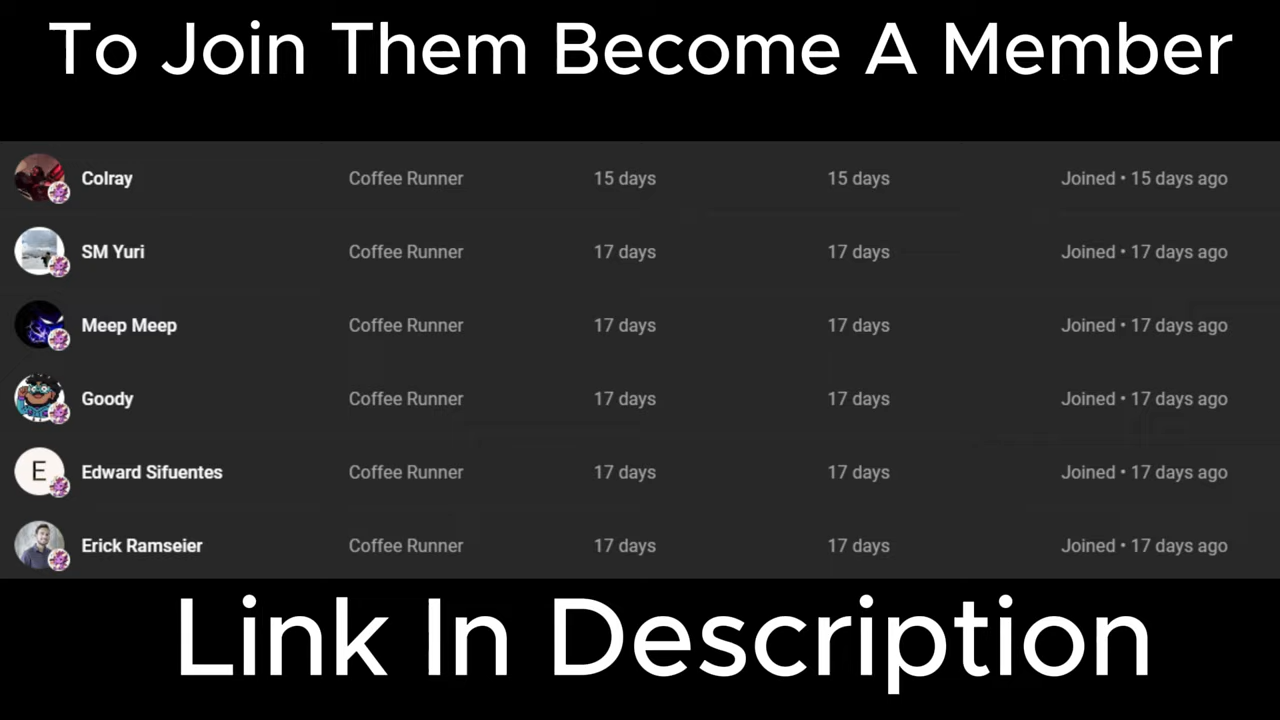 To Join Them Become A Member
Colray Coffee Runner 15 days 15 days Joined • 15 days ago
SM Yuri Coffee Runner 17 days 17 days Joined • 17 days ago
Meep Meep Coffee Runner 17 days 17 days Joined • 17 days ago
Goody Coffee Runner 17 days 17 days Joined • 17 days ago
E Edward Sifuentes Coffee Runner 17 days 17 days Joined • 17 days ago
Erick Ramseier Coffee Runner 17 days 17 days Joined • 17 days ago
Link In Description